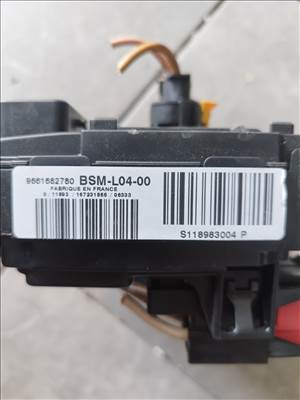 9661682780 BSM-L04-00
FABRIQUE EN FRANCE
S118983004 P